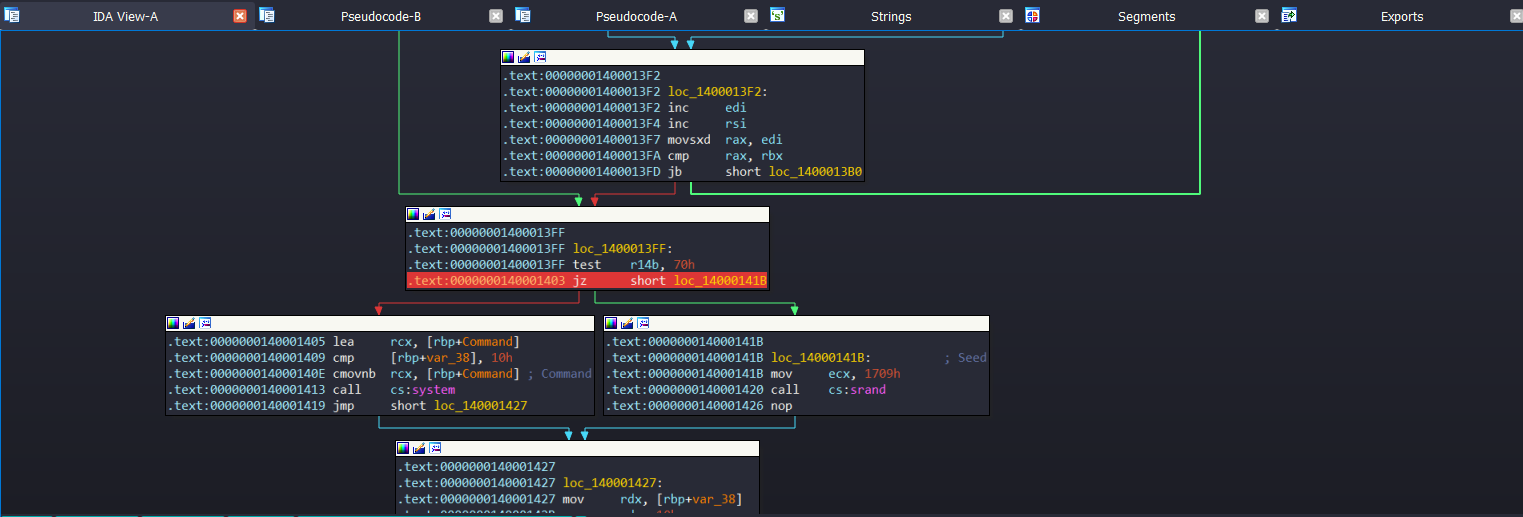 IDA View-A Pseudocode-B Pseudocode-A Strings Segments Exports
.text:00000001400013F2
.text:00000001400013F2 loc_1400013F2:
.text:00000001400013F2 inc edi
.text:00000001400013F4 inc rsi
.text:00000001400013F7 movsxd rax, edi
.text:00000001400013FA cmp rax, rbx
.text:00000001400013FD jb short loc_1400013B0
.text:00000001400013FF
.text:00000001400013FF loc_1400013FF:
.text:00000001400013FF test r14b, 70h
.text:0000000140001403 jz short loc_14000141B
.text:0000000140001405 lea rcx, [rbp+Command]
.text:0000000140001409 cmp [rbp+var_38], 10h
.text:000000014000140E cmovnb rcx, [rbp+Command] ; Command
.text:0000000140001413 call cs:system
.text:0000000140001419 jmp short loc_140001427
.text:000000014000141B
.text:000000014000141B loc_14000141B: ; Seed
.text:000000014000141B mov ecx, 1709h
.text:0000000140001420 call cs:srand
.text:0000000140001426 nop
.text:0000000140001427
.text:0000000140001427 loc_140001427:
.text:0000000140001427 mov rdx, [rbp+var_38]